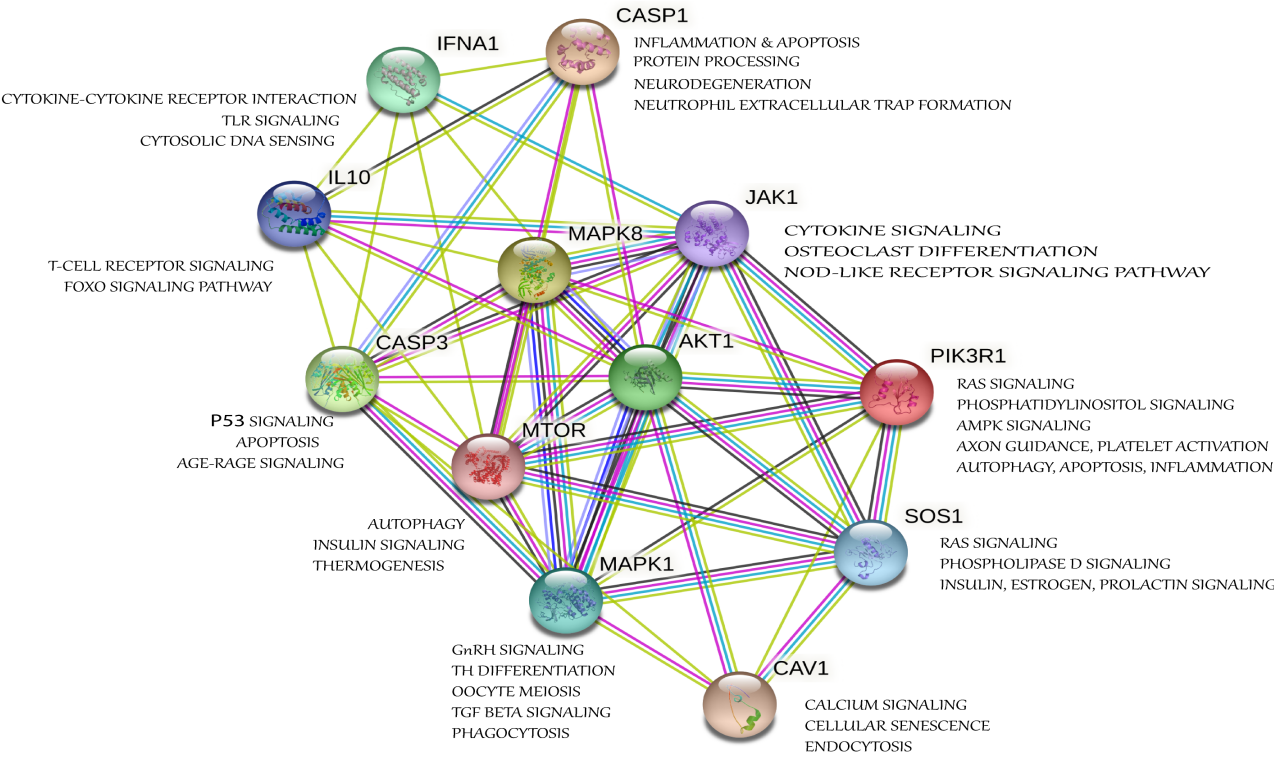 CASP1
INFLAMMATION & APOPTOSIS
PROTEIN PROCESSING
NEURODEGENERATION
NEUTROPHIL EXTRACELLULAR TRAP FORMATION
IFNA1
CYTOKINE-CYTOKINE RECEPTOR INTERACTION
TLR SIGNALING
CYTOSOLIC DNA SENSING
IL10
T-CELL RECEPTOR SIGNALING
FOXO SIGNALING PATHWAY
JAK1
CYTOKINE SIGNALING
OSTEOCLAST DIFFERENTIATION
NOD-LIKE RECEPTOR SIGNALING PATHWAY
MAPK8
CASP3
P53 SIGNALING
APOPTOSIS
AGE-RAGE SIGNALING
AKT1
PIK3R1
RAS SIGNALING
PHOSPHATIDYLINOSITOL SIGNALING
AMPK SIGNALING
AXON GUIDANCE, PLATELET ACTIVATION
AUTOPHAGY, APOPTOSIS, INFLAMMATION
MTOR
AUTOPHAGY
INSULIN SIGNALING
THERMOGENESIS
SOS1
RAS SIGNALING
PHOSPHOLIPASE D SIGNALING
INSULIN, ESTROGEN, PROLACTIN SIGNALING
MAPK1
GnRH SIGNALING
TH DIFFERENTIATION
OOCYTE MEIOSIS
TGF BETA SIGNALING
PHAGOCYTOSIS
CAV1
CALCIUM SIGNALING
CELLULAR SENESCENCE
ENDOCYTOSIS